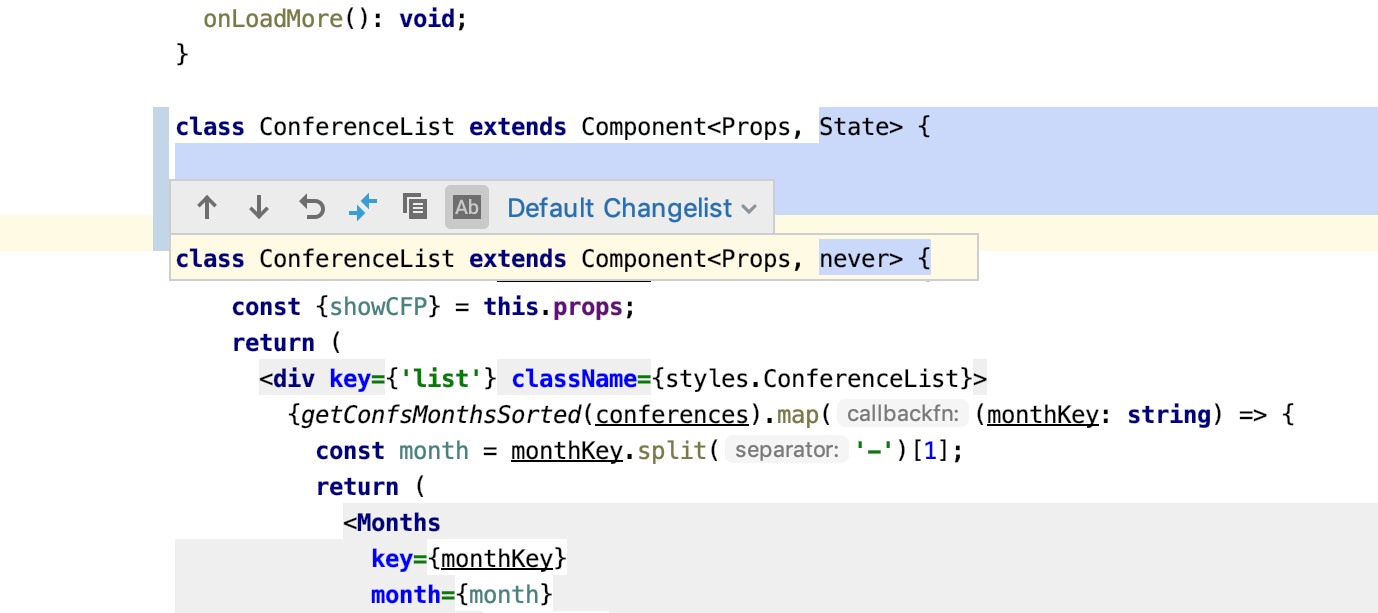 onLoadMore(): void;
}
class ConferenceList extends Component<Props, State> {
Ab Default Changelist
class ConferenceList extends Component<Props, never> {
const {showCFP} = this.props;
return (
<div key={'list'} className={styles.ConferenceList}>
{getConfsMonthsSorted(conferences).map( callbackfn: (monthKey: string) => {
const month = monthKey.split( separator: '-')[1];
return (
<Months
key={monthKey}
month={month}